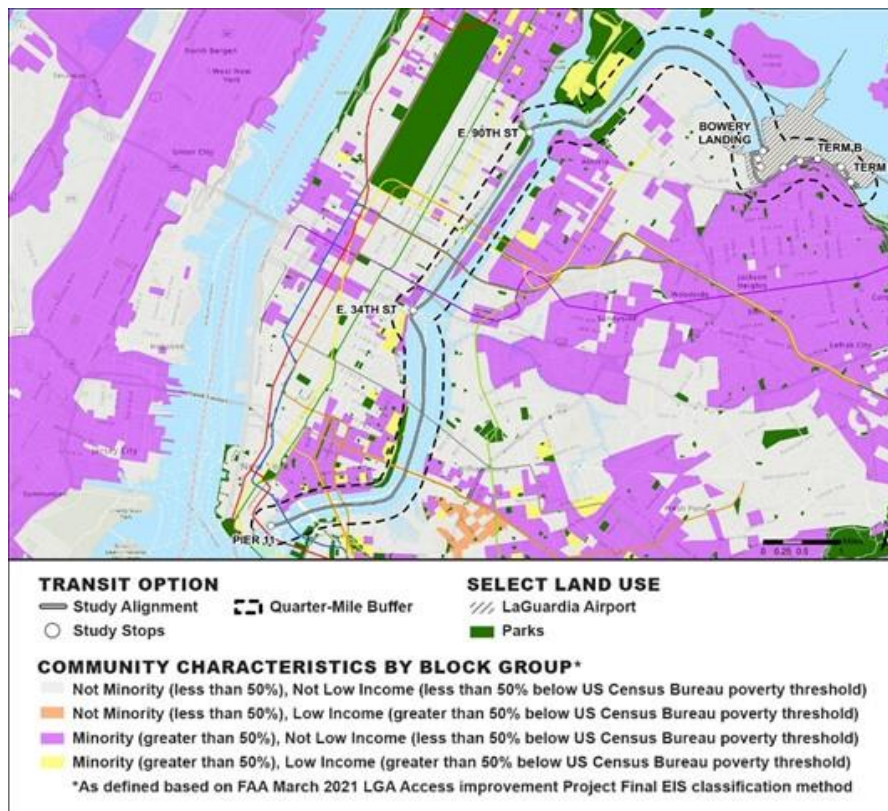 North Bergen
West New York
Union City
E. 90TH ST
BOWERY LANDING
TERM B
TERM
Astoria
Jackson Heights
Woodside
Sunnyside
Lefrak City
E. 34TH ST
Jersey City
PIER 11
0 0.25 0.5
TRANSIT OPTION
Study Alignment
Quarter-Mile Buffer
Study Stops
SELECT LAND USE
LaGuardia Airport
Parks
COMMUNITY CHARACTERISTICS BY BLOCK GROUP*
Not Minority (less than 50%), Not Low Income (less 50% below US Census Bureau poverty threshold)
Not Minority (less than 50%), Low Income (greater than 50% below US Census Bureau poverty threshold)
Minority (greater than 50%), Not Low Income (less than 50% below US Census Bureau poverty threshold)
Minority (greater than 50%), Low Income (greater than 50% below US Census Bureau poverty threshold)
*As defined based on FAA March 2021 LGA Access improvement Project Final EIS classification method